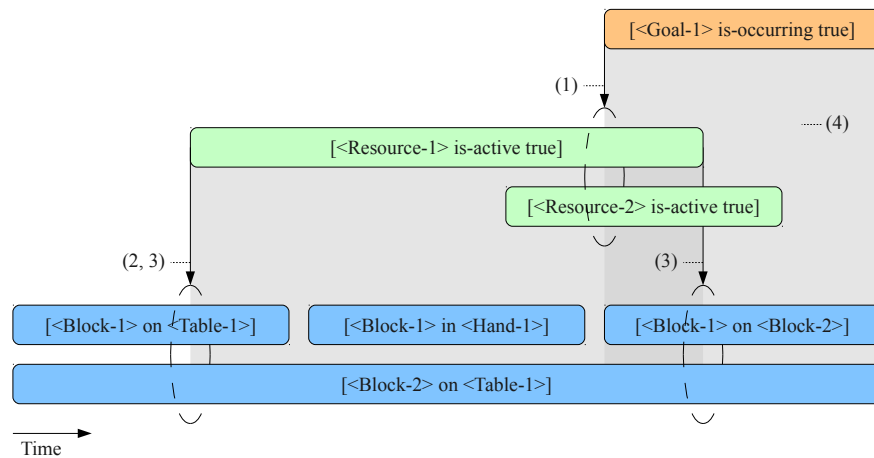 [<Goal-1> is-occurring true]
(1)
(4)
[<Resource-1> is-active true]
[<Resource-2> is-active true]
(2, 3)
(3)
[<Block-1> on <Table-1>]
[<Block-1> in <Hand-1>]
[<Block-1> on <Block-2>]
[<Block-2> on <Table-1>]
Time